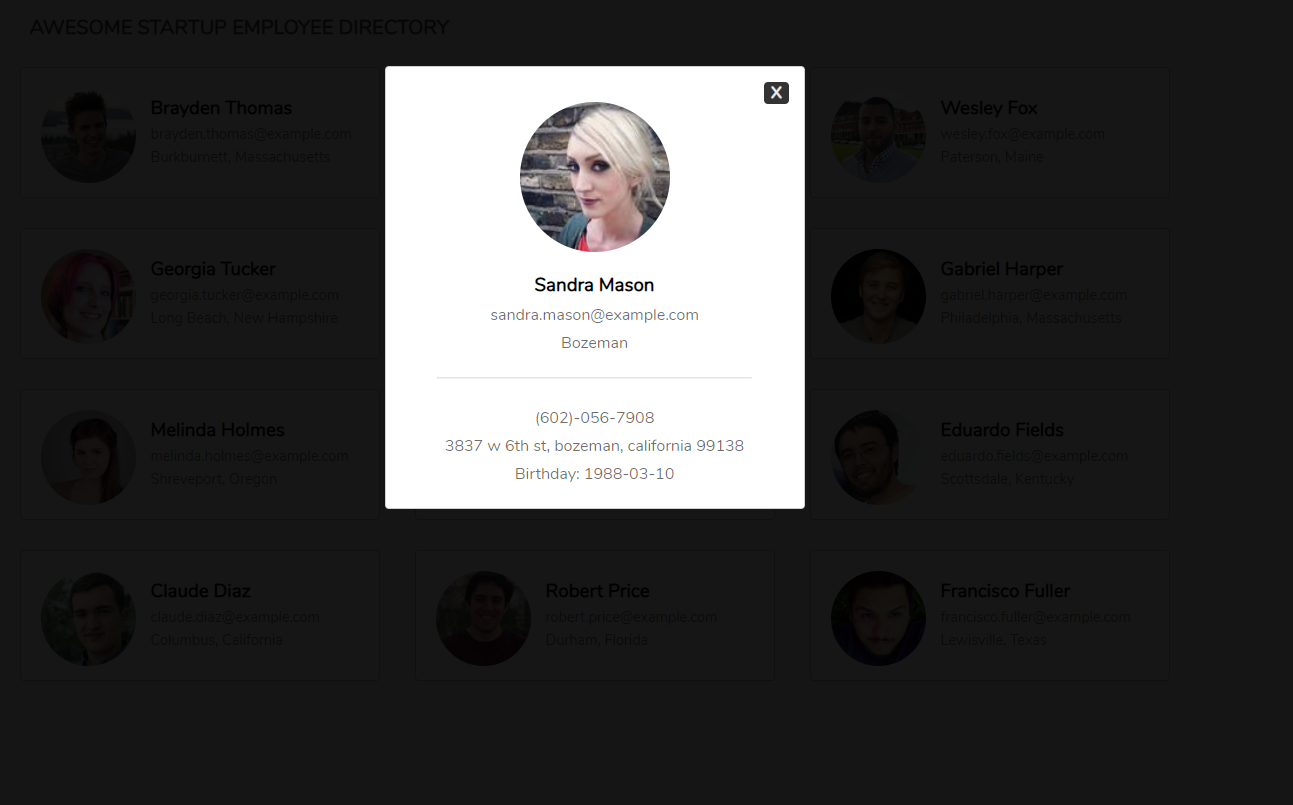 AWESOME STARTUP EMPLOYEE DIRECTORY
Brayden Thomas
brayden.thomas@example.com
Burkburnett, Massachusetts
X
Sandra Mason
sandra.mason@example.com
Bozeman
(602)-056-7908
3837 w 6th st, bozeman, california 99138
Birthday: 1988-03-10
Wesley Fox
wesley.fox@example.com
Paterson, Maine
Georgia Tucker
georgia.tucker@example.com
Long Beach, New Hampshire
Gabriel Harper
gabriel.harper@example.com
Philadelphia, Massachusetts
Melinda Holmes
melinda.holmes@example.com
Shreveport, Oregon
Eduardo Fields
eduardo.fields@example.com
Scottsdale, Kentucky
Claude Diaz
claude.diaz@example.com
Columbus, California
Robert Price
robert.price@example.com
Durham, Florida
Francisco Fuller
francisco.fuller@example.com
Lewisville, Texas